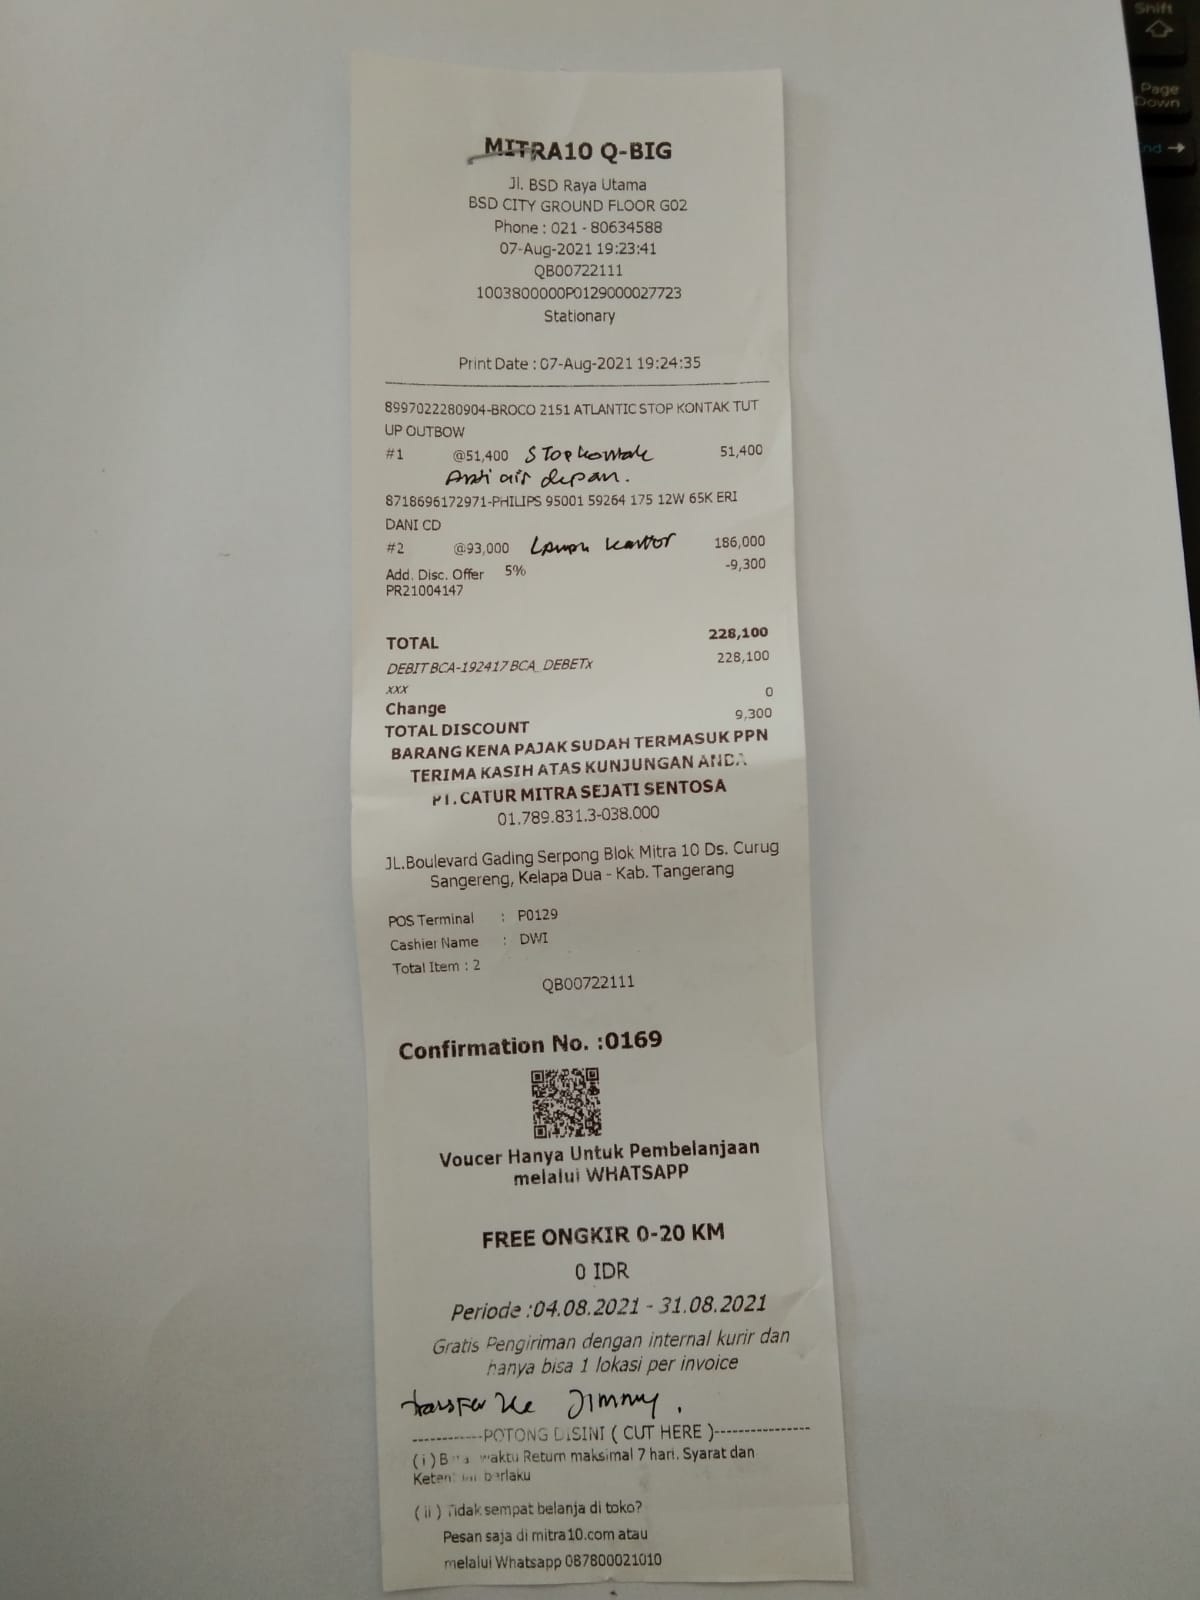 MITRA10 Q-BIG
Jl. BSD Raya Utama
BSD CITY GROUND FLOOR G02
Phone : 021 - 80634588
07-Aug-2021 19:23:41
QB00722111
1003800000P0129000027723
Stationary
Print Date : 07-Aug-2021 19:24:35
8997022280904-BROCO 2151 ATLANTIC STOP KONTAK TUT
UP OUTBOW
#1 @51,400 Stop kontak 51,400
Anti air depan.
8718696172971-PHILIPS 95001 59264 175 12W 65K ERI
DANI CD
#2 @93,000 Lampu kantor 186,000
Add. Disc. Offer 5% -9,300
PR21004147
TOTAL 228,100
DEBIT BCA-192417 BCA_DEBETx 228,100
xxx
Change 0
TOTAL DISCOUNT 9,300
BARANG KENA PAJAK SUDAH TERMASUK PPN
TERIMA KASIH ATAS KUNJUNGAN ANDA
PT. CATUR MITRA SEJATI SENTOSA
01.789.831.3-038.000
JL.Boulevard Gading Serpong Blok Mitra 10 Ds. Curug
Sangereng, Kelapa Dua - Kab. Tangerang
POS Terminal : P0129
Cashier Name : DWI
Total Item : 2
QB00722111
Confirmation No. :0169
Voucer Hanya Untuk Pembelanjaan
melalui WHATSAPP
FREE ONGKIR 0-20 KM
0 IDR
Periode :04.08.2021 - 31.08.2021
Gratis Pengiriman dengan internal kurir dan
hanya bisa 1 lokasi per invoice
transfer ke Jimmy.
------------POTONG DISINI ( CUT HERE )----------------
( i ) waktu Return maksimal 7 hari. Syarat dan
berlaku
( ii ) Tidak sempat belanja di toko?
Pesan saja di mitra10.com atau
melalui Whatsapp 087800021010
Shift
Page
Down
End →